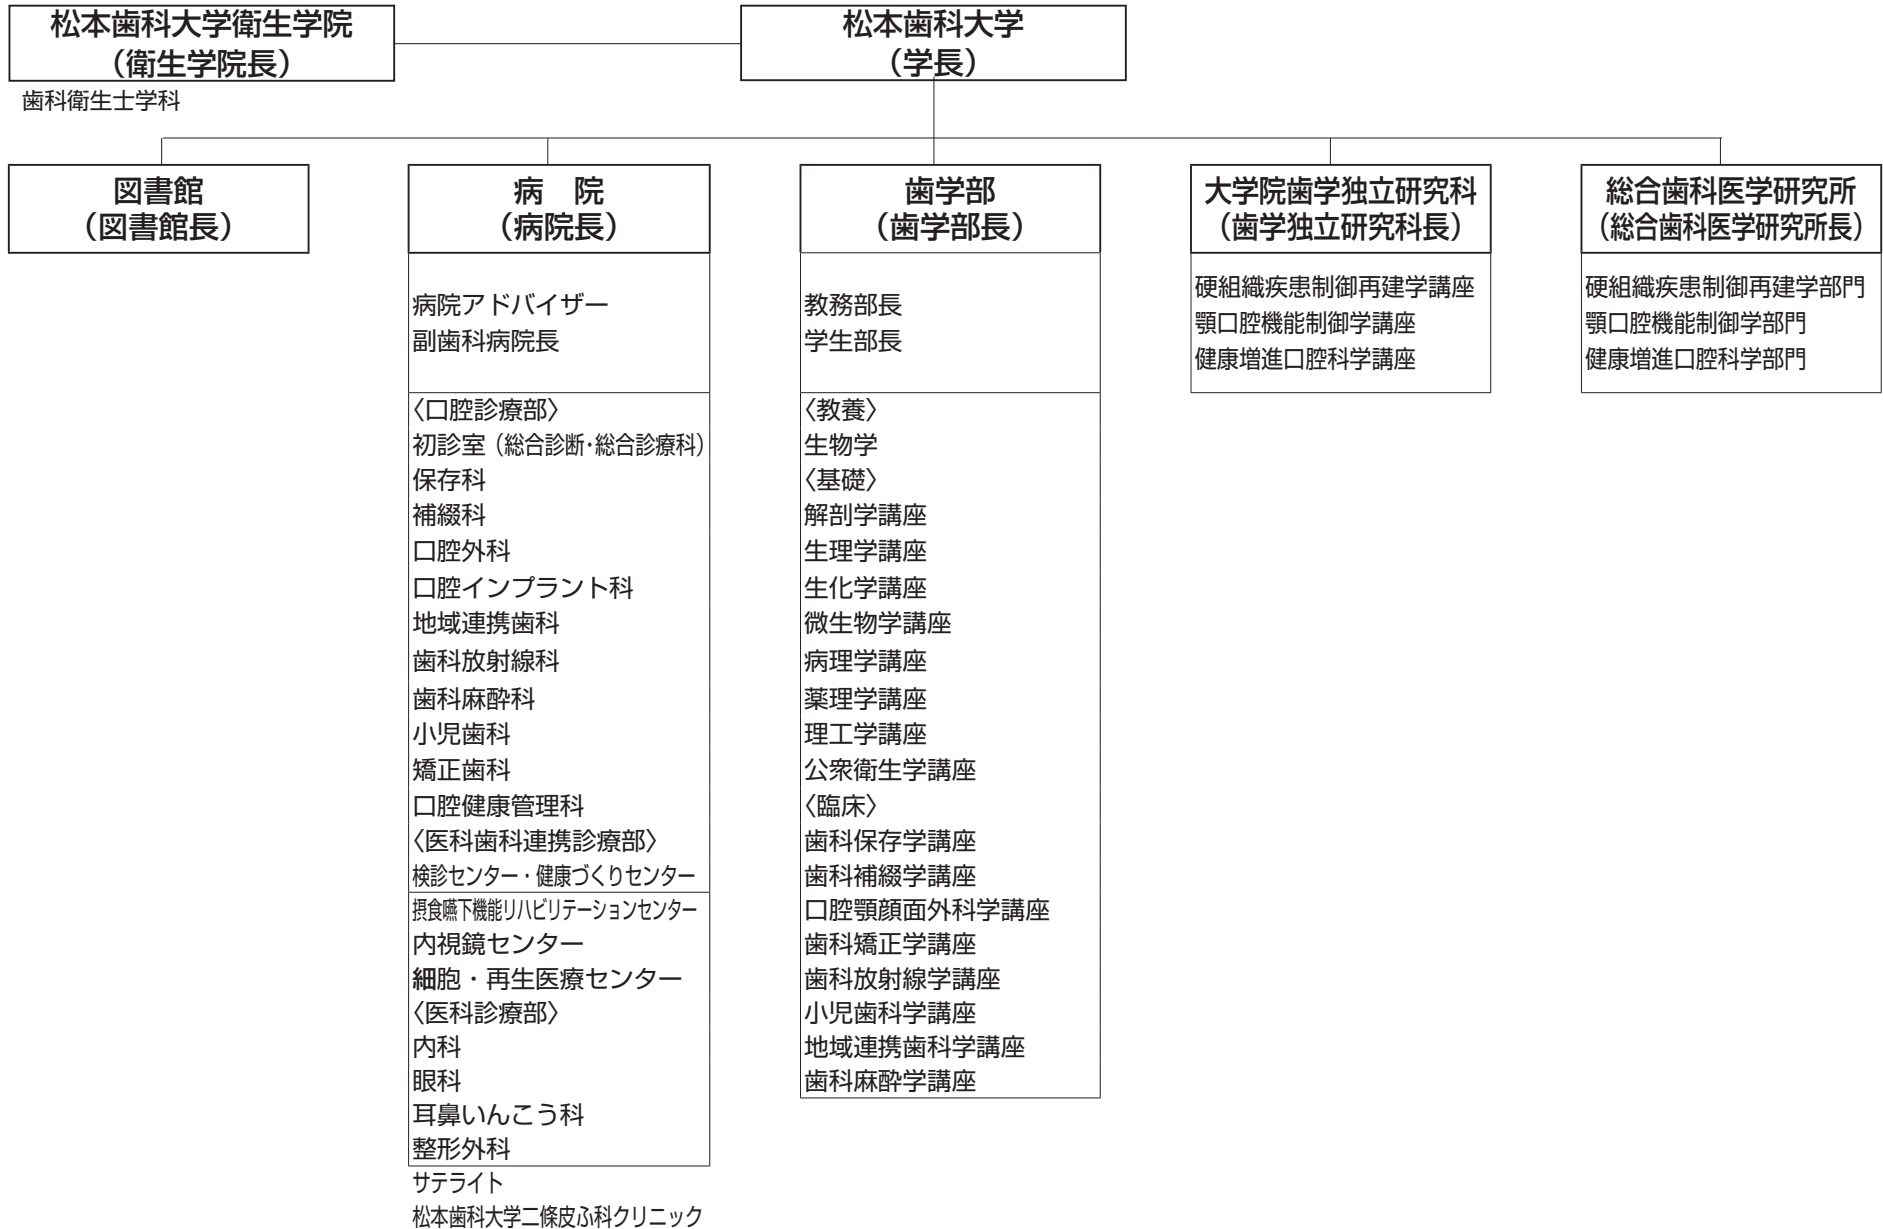 松本歯科大学衛生学院
（衛生学院長）
歯科衛生士学科
松本歯科大学
（学長）
図書館
（図書館長）
病　院
（病院長）
病院アドバイザー
副歯科病院長
〈口腔診療部〉
初診室（総合診断・総合診療科）
保存科
補綴科
口腔外科
口腔インプラント科
地域連携歯科
歯科放射線科
歯科麻酔科
小児歯科
矯正歯科
口腔健康管理科
〈医科歯科連携診療部〉
検診センター・健康づくりセンター
摂食嚥下機能リハビリテーションセンター
内視鏡センター
細胞・再生医療センター
〈医科診療部〉
内科
眼科
耳鼻いんこう科
整形外科
サテライト
松本歯科大学二條皮ふ科クリニック
歯学部
（歯学部長）
教務部長
学生部長
〈教養〉
生物学
〈基礎〉
解剖学講座
生理学講座
生化学講座
微生物学講座
病理学講座
薬理学講座
理工学講座
公衆衛生学講座
〈臨床〉
歯科保存学講座
歯科補綴学講座
口腔顎顔面外科学講座
歯科矯正学講座
歯科放射線学講座
小児歯科学講座
地域連携歯科学講座
歯科麻酔学講座
大学院歯学独立研究科
（歯学独立研究科長）
硬組織疾患制御再建学講座
顎口腔機能制御学講座
健康増進口腔科学講座
総合歯科医学研究所
（総合歯科医学研究所長）
硬組織疾患制御再建学部門
顎口腔機能制御学部門
健康増進口腔科学部門